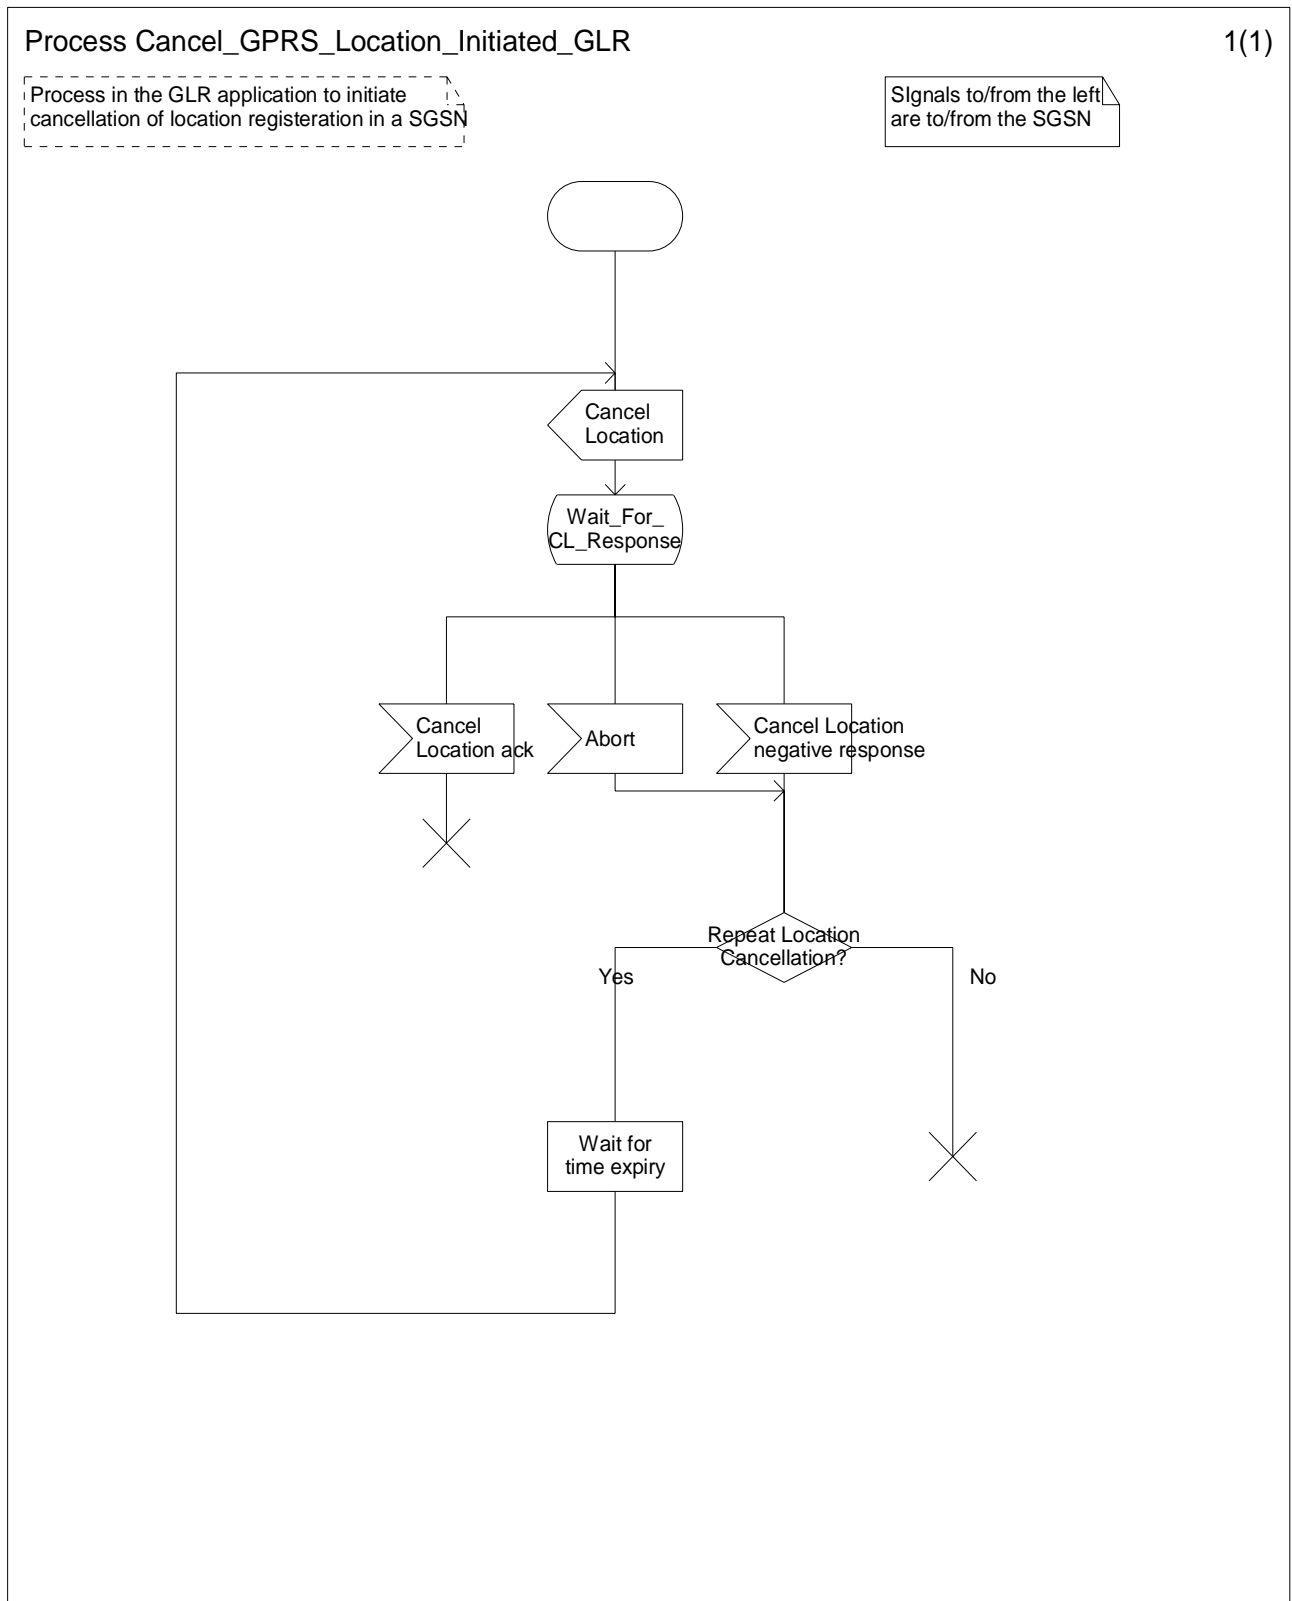 Process Cancel_GPRS_Location_Initiated_GLR
1(1)
Process in the GLR application to initiate
cancellation of location registeration in a SGSN
SIgnals to/from the left
are to/from the SGSN
Cancel
Location
Wait_For_
CL_Response
Cancel
Location ack
Abort
Cancel Location
negative response
Repeat Location
Cancellation?
Yes
No
Wait for
time expiry